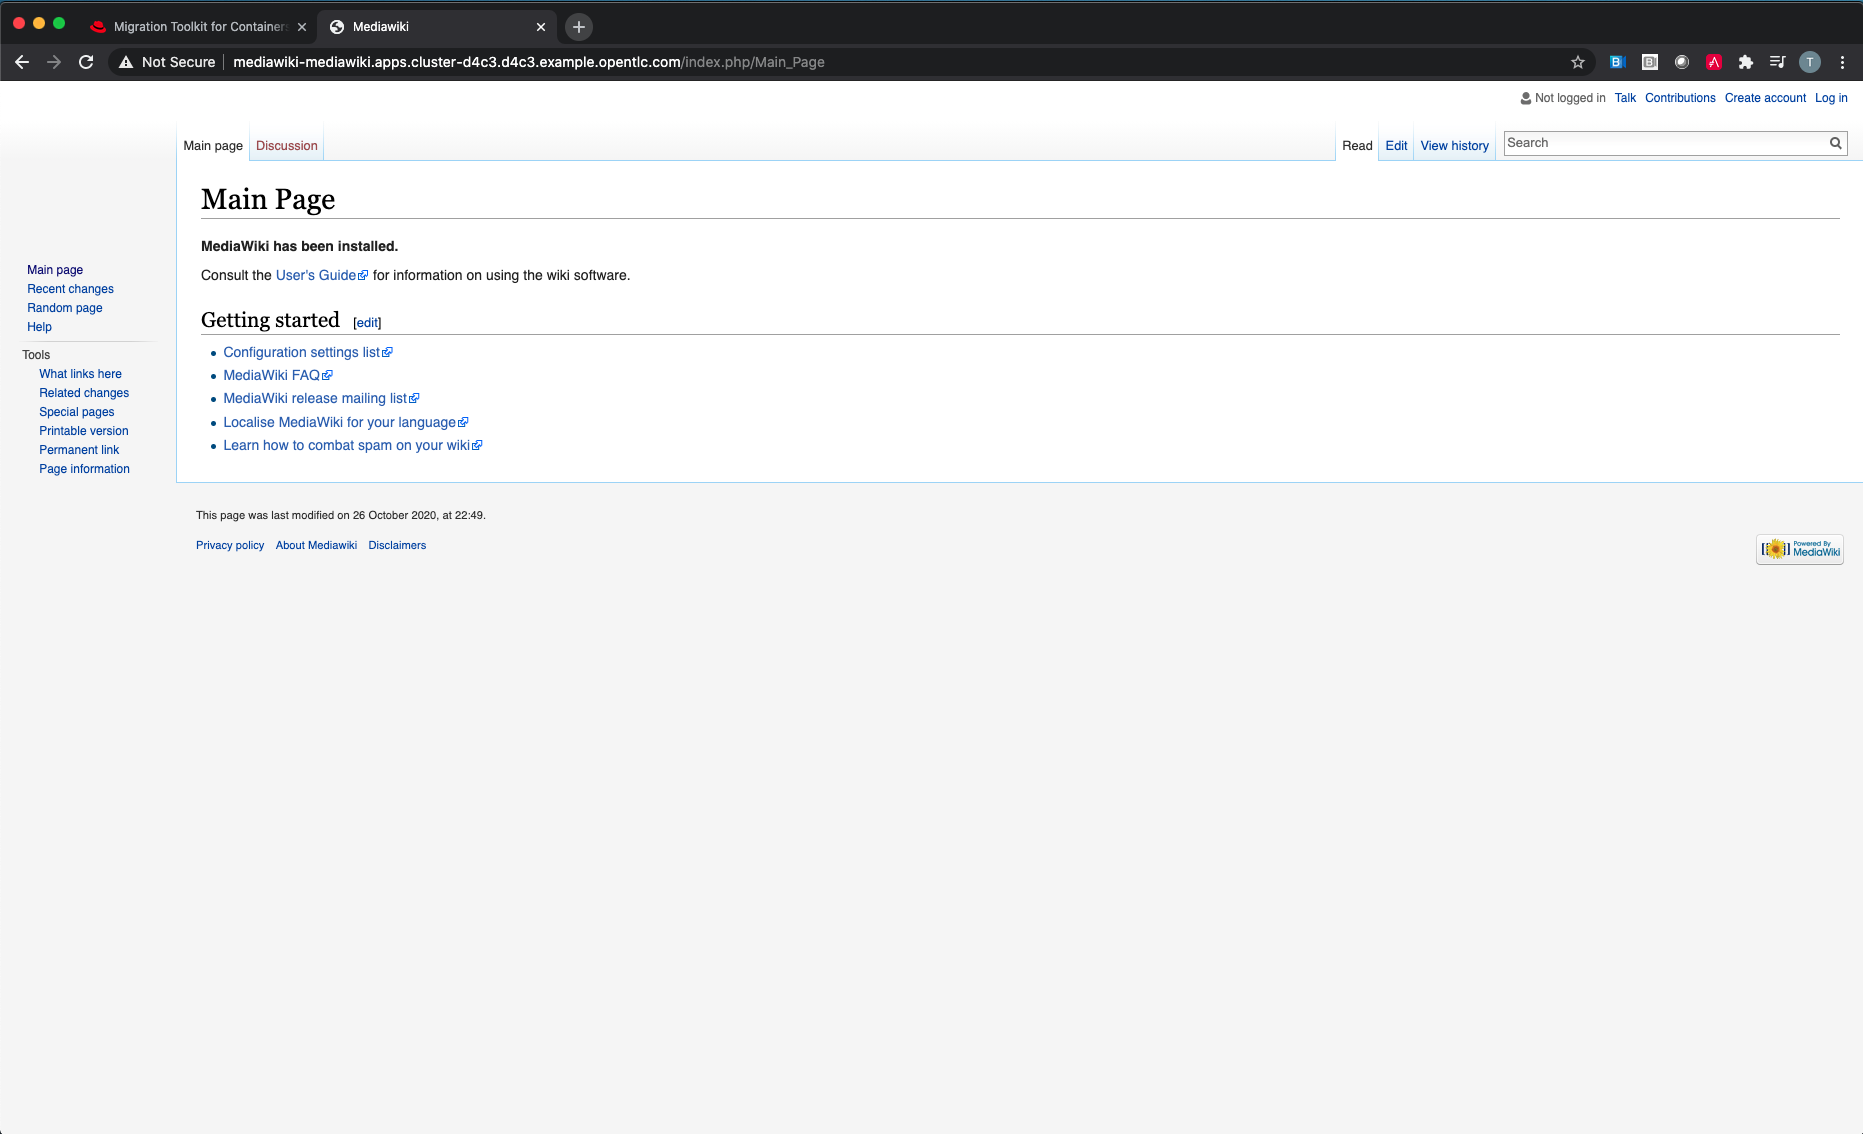 Migration Toolkit for Containers
Mediawiki
Not Secure
mediawiki-mediawiki.apps.cluster-d4c3.d4c3.example.opentlc.com/index.php/Main_Page
T
Not logged in Talk Contributions Create account Log in
Main page Discussion
Read Edit View history Search
Main Page
MediaWiki has been installed.
Consult the User's Guide for information on using the wiki software.
Getting started [edit]
Configuration settings list
MediaWiki FAQ
MediaWiki release mailing list
Localise MediaWiki for your language
Learn how to combat spam on your wiki
Main page
Recent changes
Random page
Help
Tools
What links here
Related changes
Special pages
Printable version
Permanent link
Page information
This page was last modified on 26 October 2020, at 22:49.
Privacy policy About Mediawiki Disclaimers
Powered By
MediaWiki